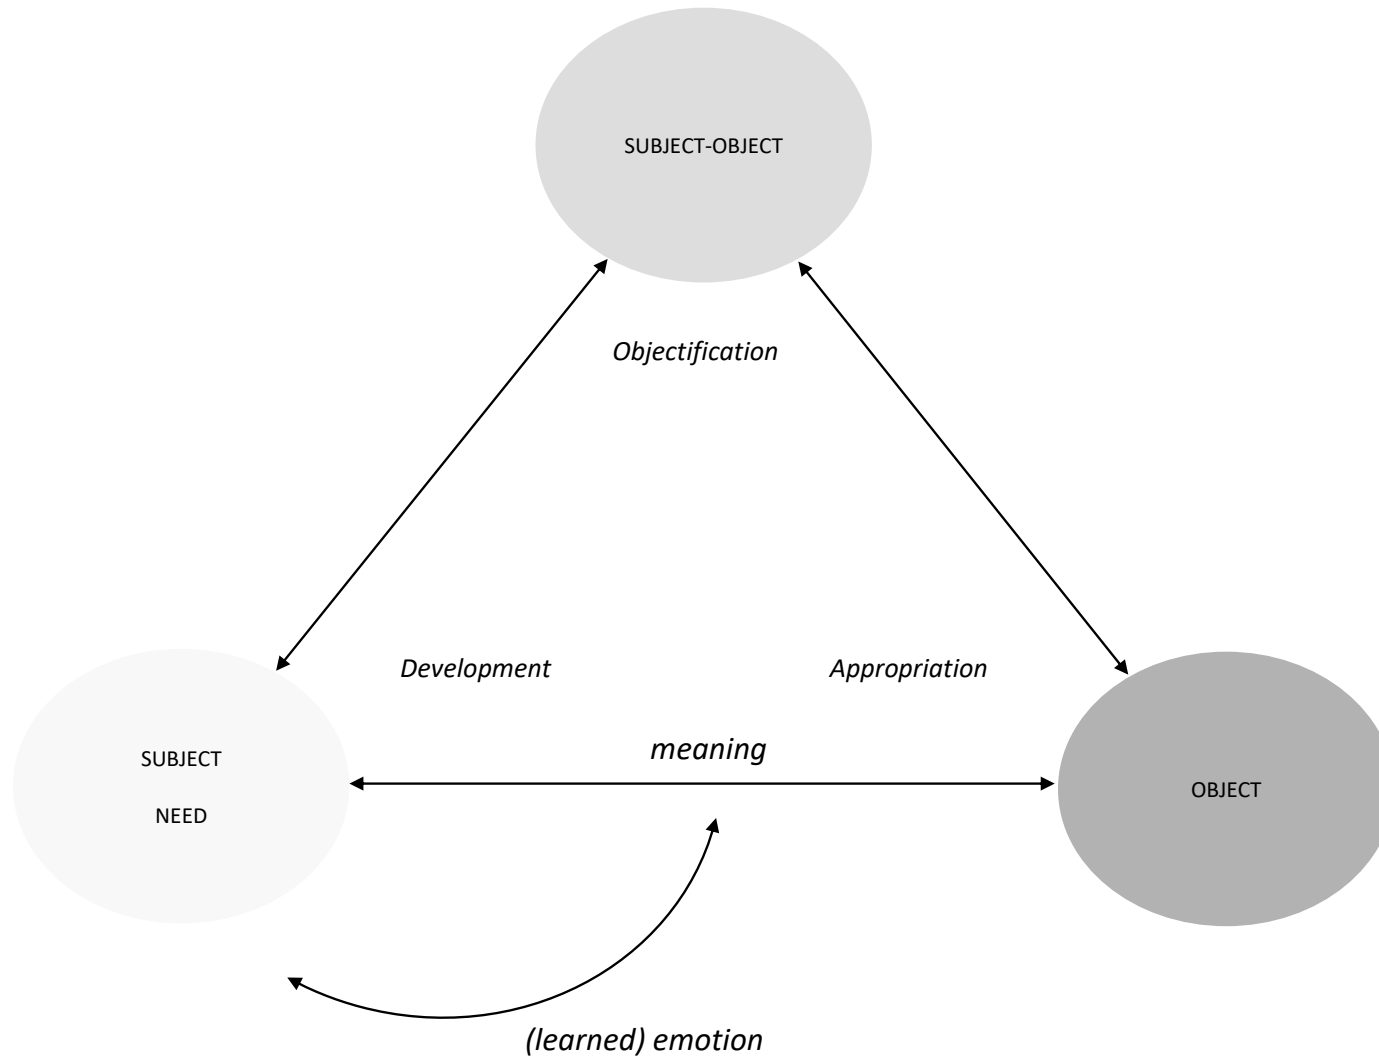 SUBJECT-OBJECT
Objectification
Development
Appropriation
meaning
SUBJECT
NEED
OBJECT
(learned) emotion